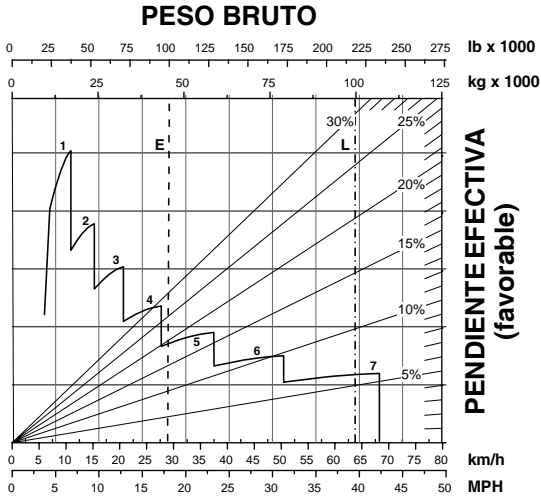 PESO BRUTO
0 25 50 75 100 125 150 175 200 225 250 275 lb x 1000
0 25 50 75 100 125 kg x 1000
1
2
3
4
5
6
7
E
L
30%
25%
20%
15%
10%
5%
PENDIENTE EFECTIVA
(favorable)
0 5 10 15 20 25 30 35 40 45 50 55 60 65 70 75 80 km/h
0 5 10 15 20 25 30 35 40 45 50 MPH